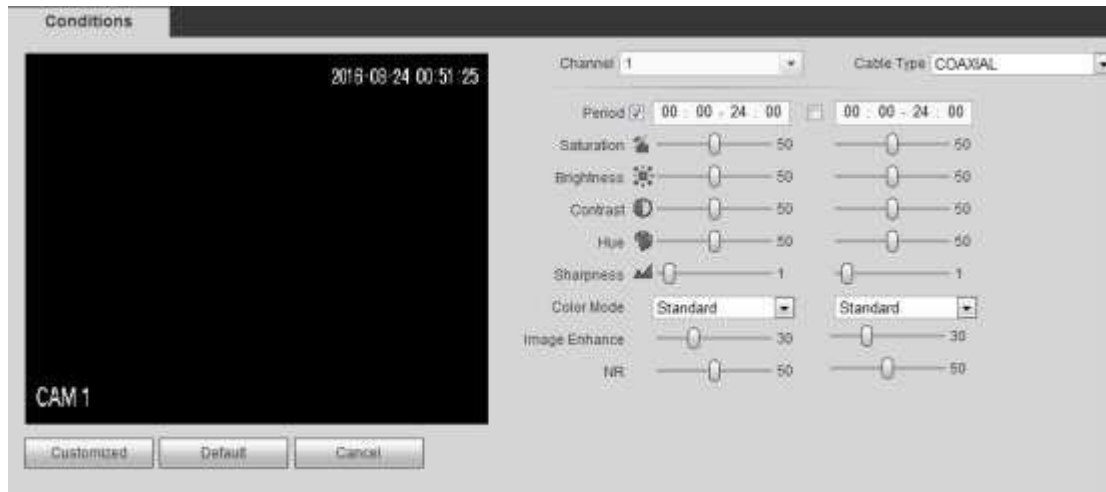 Conditions
2016-08-24 00:51:25
CAM 1
Customized Default Cancel
Channel 1 Cable Type COAXIAL
Period 00 : 00 - 24 : 00 00 : 00 - 24 : 00
Saturation 50 50
Brightness 50 50
Contrast 50 50
Hue 50 50
Sharpness 1 1
Color Mode Standard Standard
Image Enhance 30 30
NR 50 50